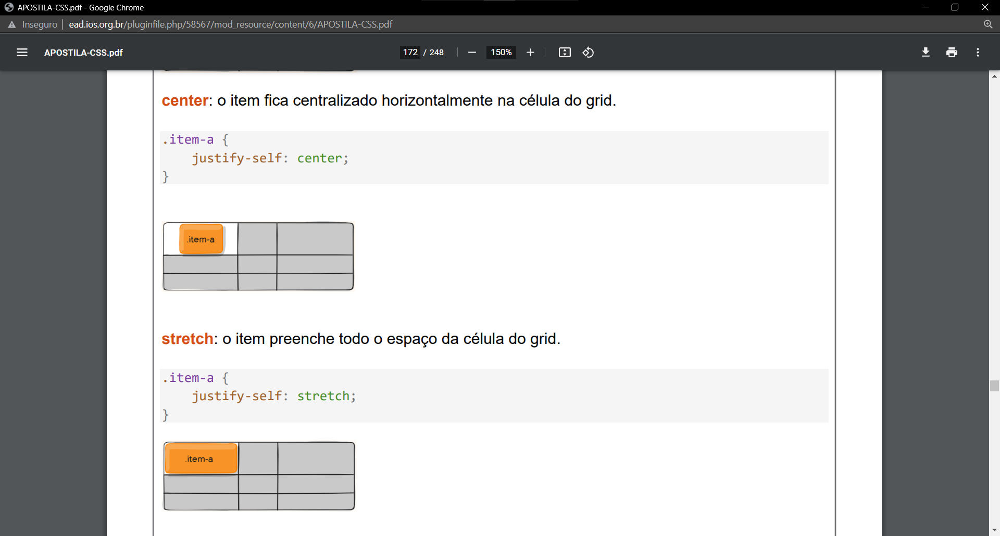 APOSTILA-CSS.pdf - Google Chrome
Inseguro | ead.ios.org.br/pluginfile.php/58567/mod_resource/content/6/APOSTILA-CSS.pdf
APOSTILA-CSS.pdf
172 / 248
150%
center: o item fica centralizado horizontalmente na célula do grid.
.item-a {
    justify-self: center;
}
.item-a
stretch: o item preenche todo o espaço da célula do grid.
.item-a {
    justify-self: stretch;
}
.item-a